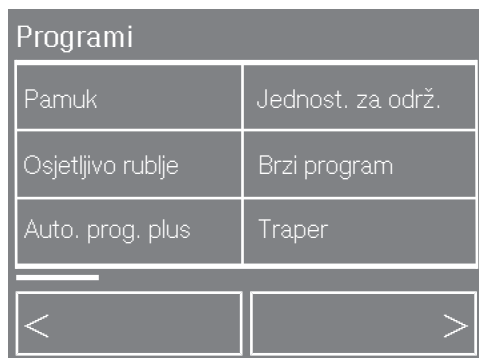 Programi
Pamuk
Jednost. za održ.
Osjetljivo rublje
Brzi program
Auto. prog. plus
Traper
<
>